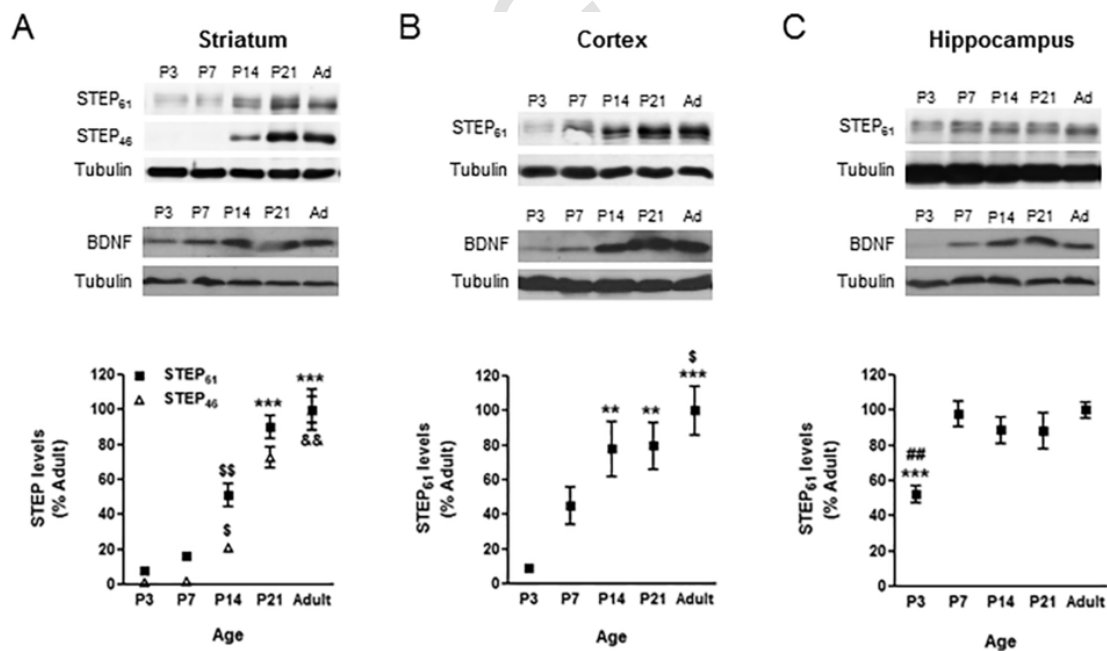 A
Striatum
P3 P7 P14 P21 Ad
STEP61
STEP46
Tubulin
P3 P7 P14 P21 Ad
BDNF
Tubulin
STEP levels
(% Adult)
120
100
80
60
40
20
0
STEP61
STEP46
$$
$
***
***
&&
P3 P7 P14 P21 Adult
Age
B
Cortex
P3 P7 P14 P21 Ad
STEP61
Tubulin
P3 P7 P14 P21 Ad
BDNF
Tubulin
STEP61 levels
(% Adult)
120
100
80
60
40
20
0
**
**
$
***
P3 P7 P14 P21 Adult
Age
C
Hippocampus
P3 P7 P14 P21 Ad
STEP61
Tubulin
P3 P7 P14 P21 Ad
BDNF
Tubulin
STEP61 levels
(% Adult)
120
100
80
60
40
20
0
##
***
P3 P7 P14 P21 Adult
Age